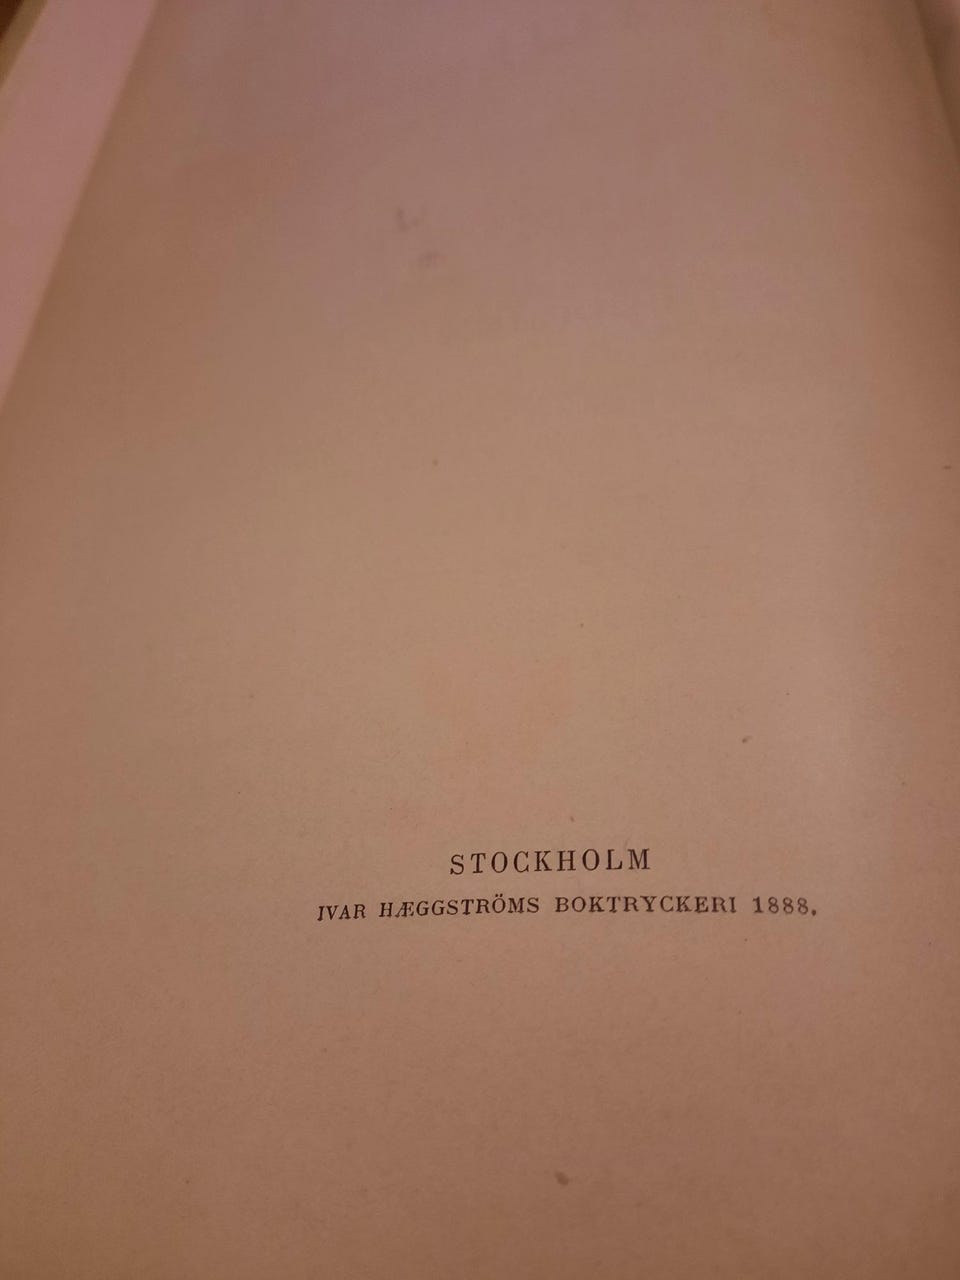 STOCKHOLM
IVAR HÆGGSTRÖMS BOKTRYCKERI 1888.